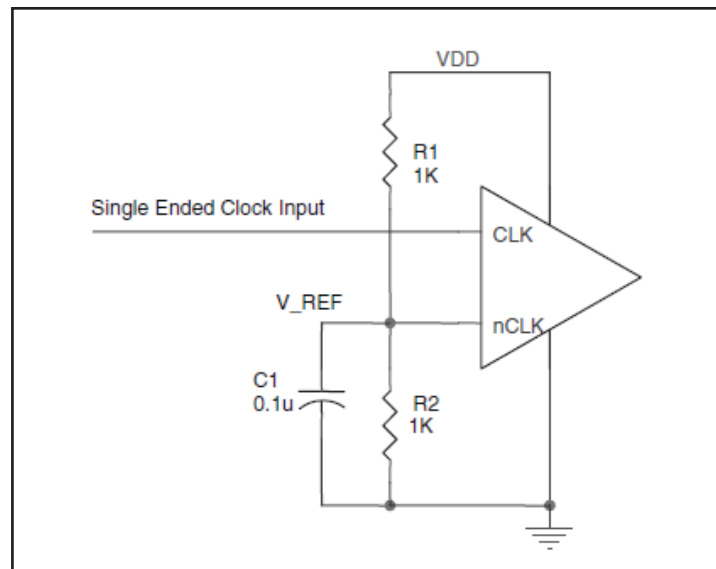 VDD
R1
1K
Single Ended Clock Input
CLK
V_REF
nCLK
C1
0.1u
R2
1K